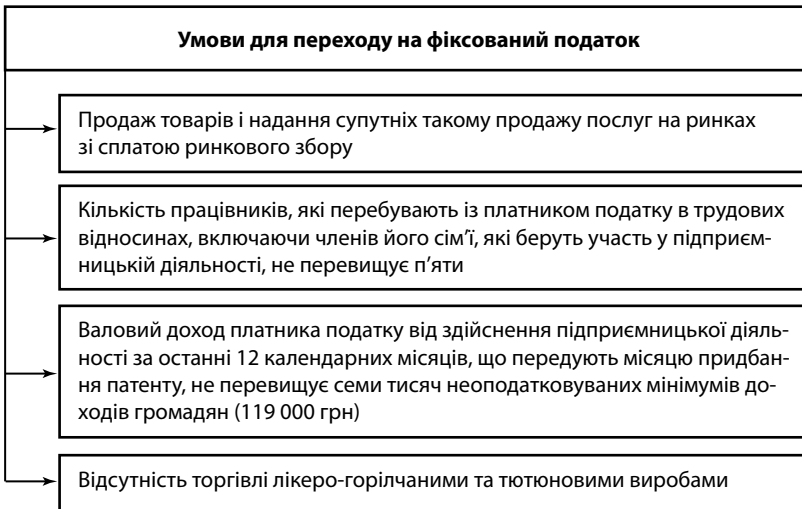 Умови для переходу на фіксований податок
Продаж товарів і надання супутніх такому продажу послуг на ринках
зі сплатою ринкового збору
Кількість працівників, які перебувають із платником податку в трудових
відносинах, включаючи членів його сім’ї, які беруть участь у підприєм-
ницькій діяльності, не перевищує п’яти
Валовий доход платника податку від здійснення підприємницької діяль-
ності за останні 12 календарних місяців, що передують місяцю придбан-
ня патенту, не перевищує семи тисяч неоподатковуваних мінімумів до-
ходів громадян (119 000 грн)
Відсутність торгівлі лікеро-горілчаними та тютюновими виробами